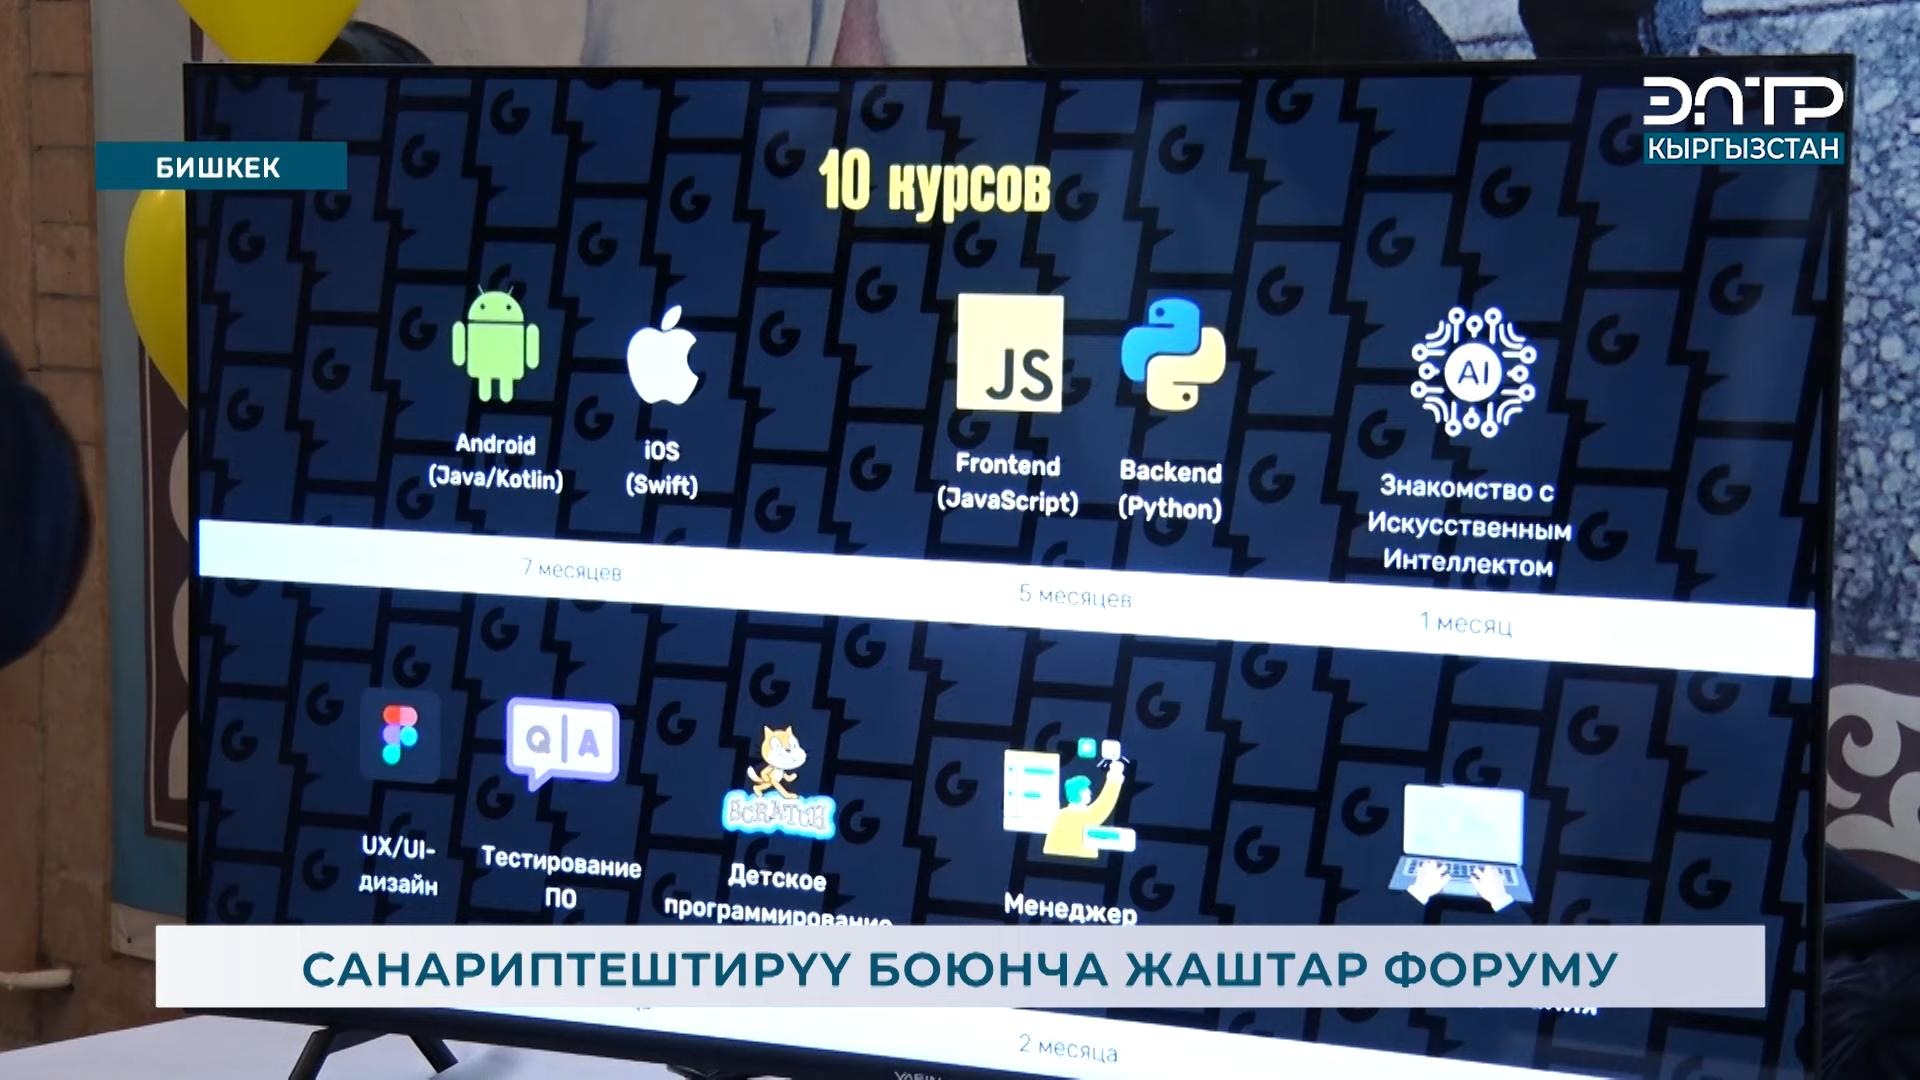 ЭЛТР
КЫРГЫЗСТАН
БИШКЕК
10 курсов
Android
(Java/Kotlin)
iOS
(Swift)
JS
Frontend
(JavaScript)
Backend
(Python)
AI
Знакомство с
Искусственным
Интеллектом
7 месяцев
5 месяцев
1 месяц
UX/UI-
дизайн
Q A
Тестирование
ПО
SCRATCH
Детское
программирование
Менеджер
САНАРИПТЕШТИРҮҮ БОЮНЧА ЖАШТАР ФОРУМУ
2 месяца